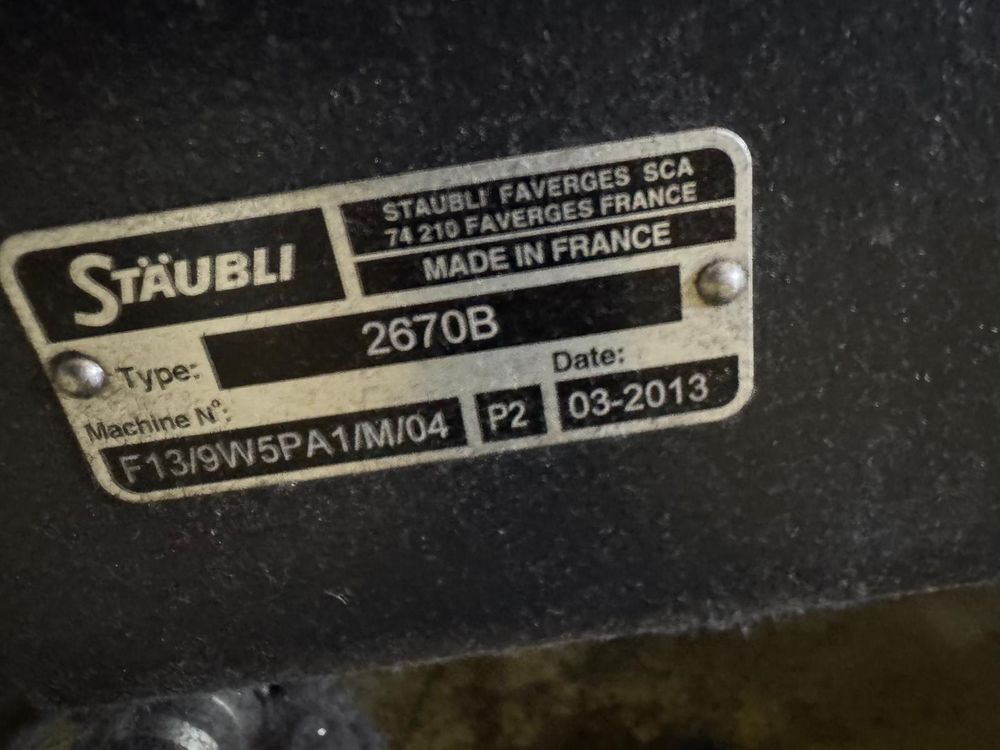 STÄUBLI
STAUBLI FAVERGES SCA
74 210 FAVERGES FRANCE
MADE IN FRANCE
Type: 2670B
Machine N°:
Date:
F13/9W5PA1/M/04 P2 03-2013